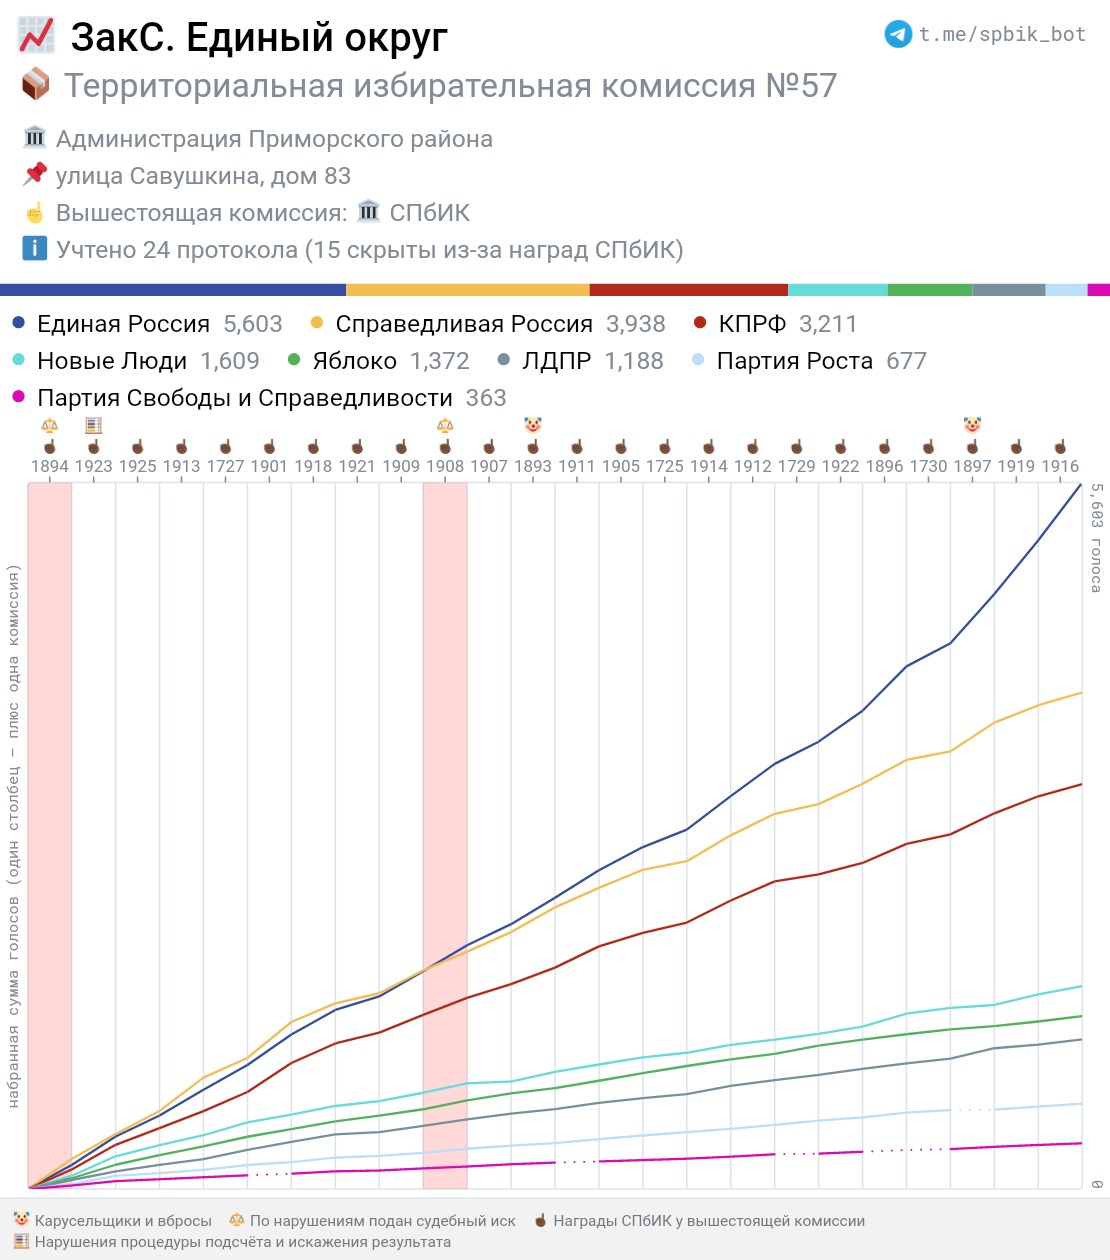 ЗакС. Единый округ
t.me/spbik_bot
Территориальная избирательная комиссия №57
Администрация Приморского района
улица Савушкина, дом 83
Вышестоящая комиссия: СПбИК
Учтено 24 протокола (15 скрыты из-за наград СПбИК)
Единая Россия 5,603 Справедливая Россия 3,938 КПРФ 3,211
Новые Люди 1,609 Яблоко 1,372 ЛДПР 1,188 Партия Роста 677
Партия Свободы и Справедливости 363
1894 1923 1925 1913 1727 1901 1918 1921 1909 1908 1907 1893 1911 1905 1725 1914 1912 1729 1922 1896 1730 1897 1919 1916
набранная сумма голосов (один столбец – плюс одна комиссия)
5,603 голоса
0
Карусельщики и вбросы По нарушениям подан судебный иск Награды СПбИК у вышестоящей комиссии
Нарушения процедуры подсчёта и искажения результата